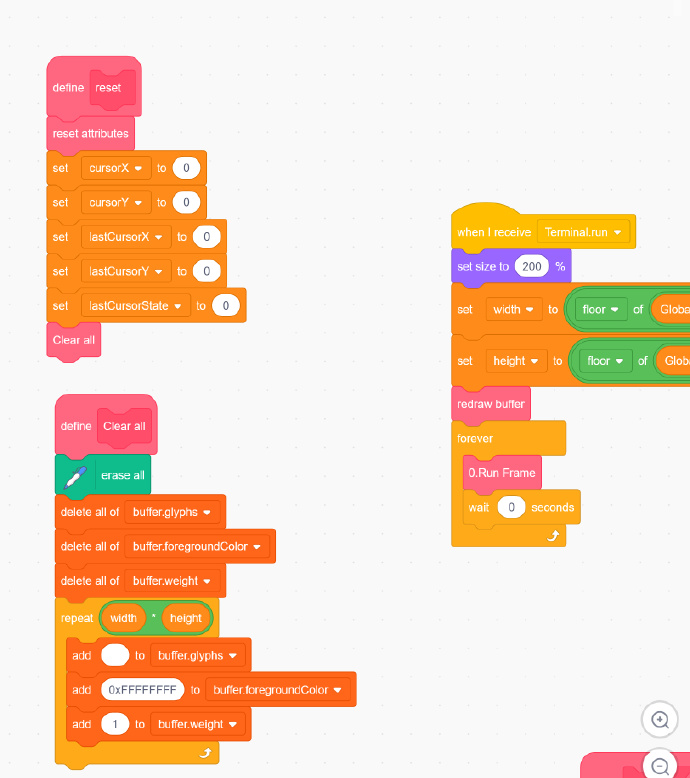 define reset
reset attributes
set cursorX to 0
set cursorY to 0
set lastCursorX to 0
set lastCursorY to 0
set lastCursorState to 0
Clear all
define Clear all
erase all
delete all of buffer.glyphs
delete all of buffer.foregroundColor
delete all of buffer.weight
repeat width * height
add to buffer.glyphs
add 0xFFFFFFFF to buffer.foregroundColor
add 1 to buffer.weight
when I receive Terminal.run
set size to 200 %
set width to floor of Globa
set height to floor of Glob
redraw buffer
forever
0.Run Frame
wait 0 seconds